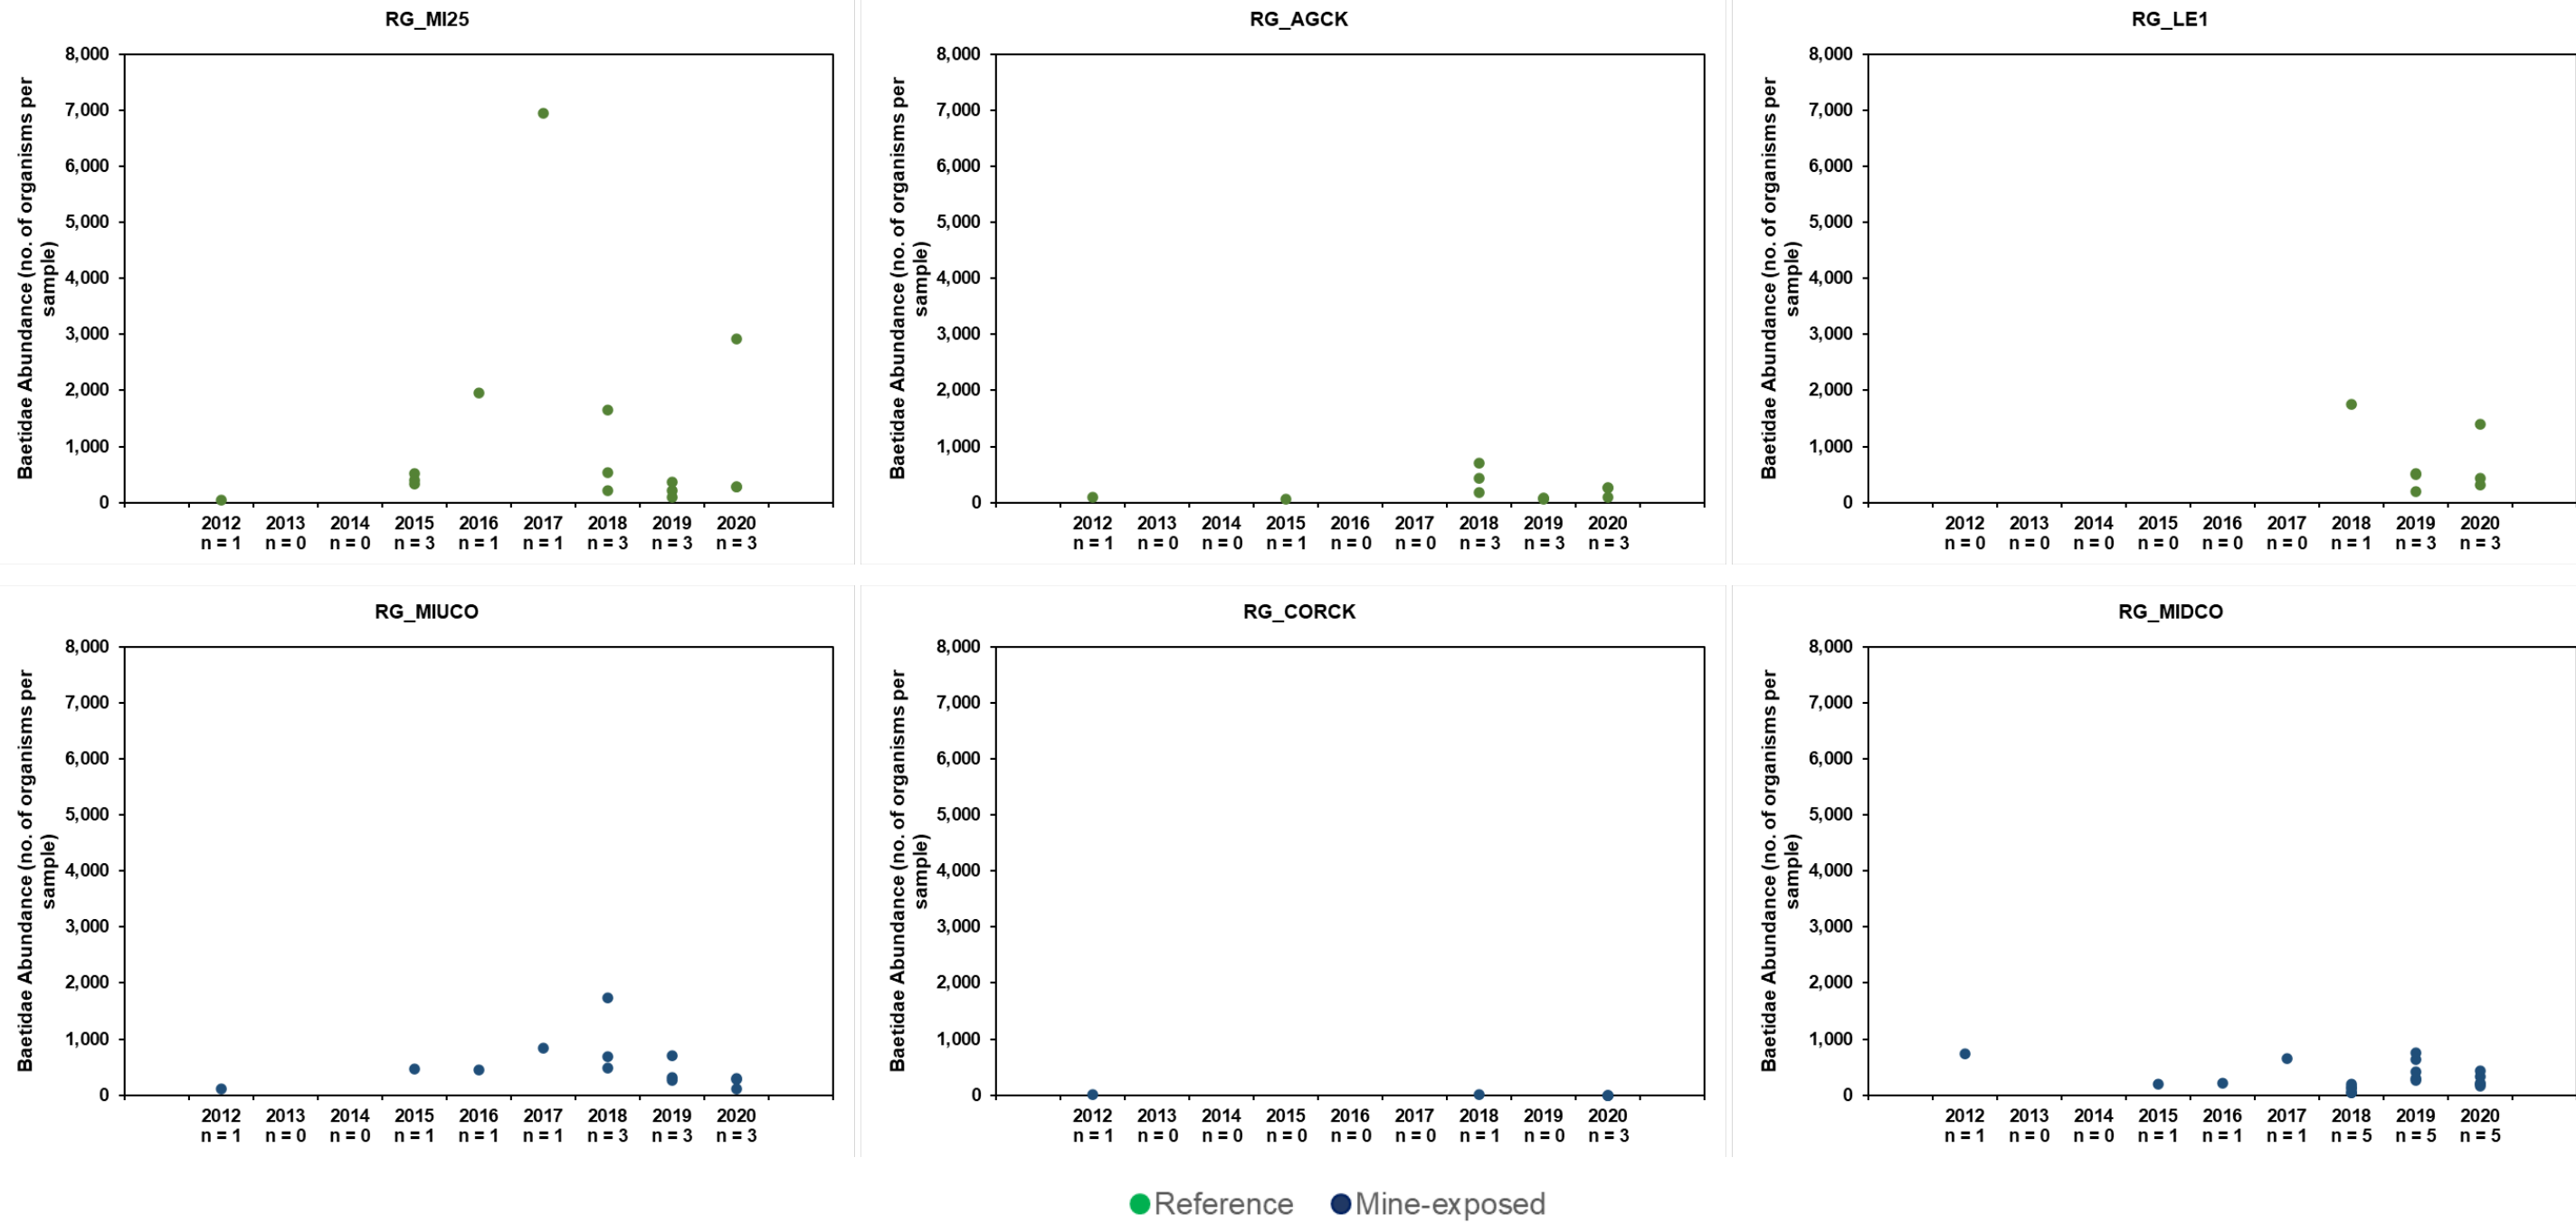 RG_MI25
Baetidae Abundance (no. of organisms per
sample)
8,000
7,000
6,000
5,000
4,000
3,000
2,000
1,000
0
2012 2013 2014 2015 2016 2017 2018 2019 2020
n = 1 n = 0 n = 0 n = 3 n = 1 n = 1 n = 3 n = 3 n = 3
RG_AGCK
Baetidae Abundance (no. of organisms per
sample)
8,000
7,000
6,000
5,000
4,000
3,000
2,000
1,000
0
2012 2013 2014 2015 2016 2017 2018 2019 2020
n = 1 n = 0 n = 0 n = 1 n = 0 n = 0 n = 3 n = 3 n = 3
RG_LE1
Baetidae Abundance (no. of organisms per
sample)
8,000
7,000
6,000
5,000
4,000
3,000
2,000
1,000
0
2012 2013 2014 2015 2016 2017 2018 2019 2020
n = 0 n = 0 n = 0 n = 0 n = 0 n = 0 n = 1 n = 3 n = 3
RG_MIUCO
Baetidae Abundance (no. of organisms per
sample)
8,000
7,000
6,000
5,000
4,000
3,000
2,000
1,000
0
2012 2013 2014 2015 2016 2017 2018 2019 2020
n = 1 n = 0 n = 0 n = 1 n = 1 n = 1 n = 3 n = 3 n = 3
RG_CORCK
Baetidae Abundance (no. of organisms per
sample)
8,000
7,000
6,000
5,000
4,000
3,000
2,000
1,000
0
2012 2013 2014 2015 2016 2017 2018 2019 2020
n = 1 n = 0 n = 0 n = 0 n = 0 n = 0 n = 1 n = 0 n = 3
RG_MIDCO
Baetidae Abundance (no. of organisms per
sample)
8,000
7,000
6,000
5,000
4,000
3,000
2,000
1,000
0
2012 2013 2014 2015 2016 2017 2018 2019 2020
n = 1 n = 0 n = 0 n = 1 n = 1 n = 1 n = 5 n = 5 n = 5
Reference Mine-exposed